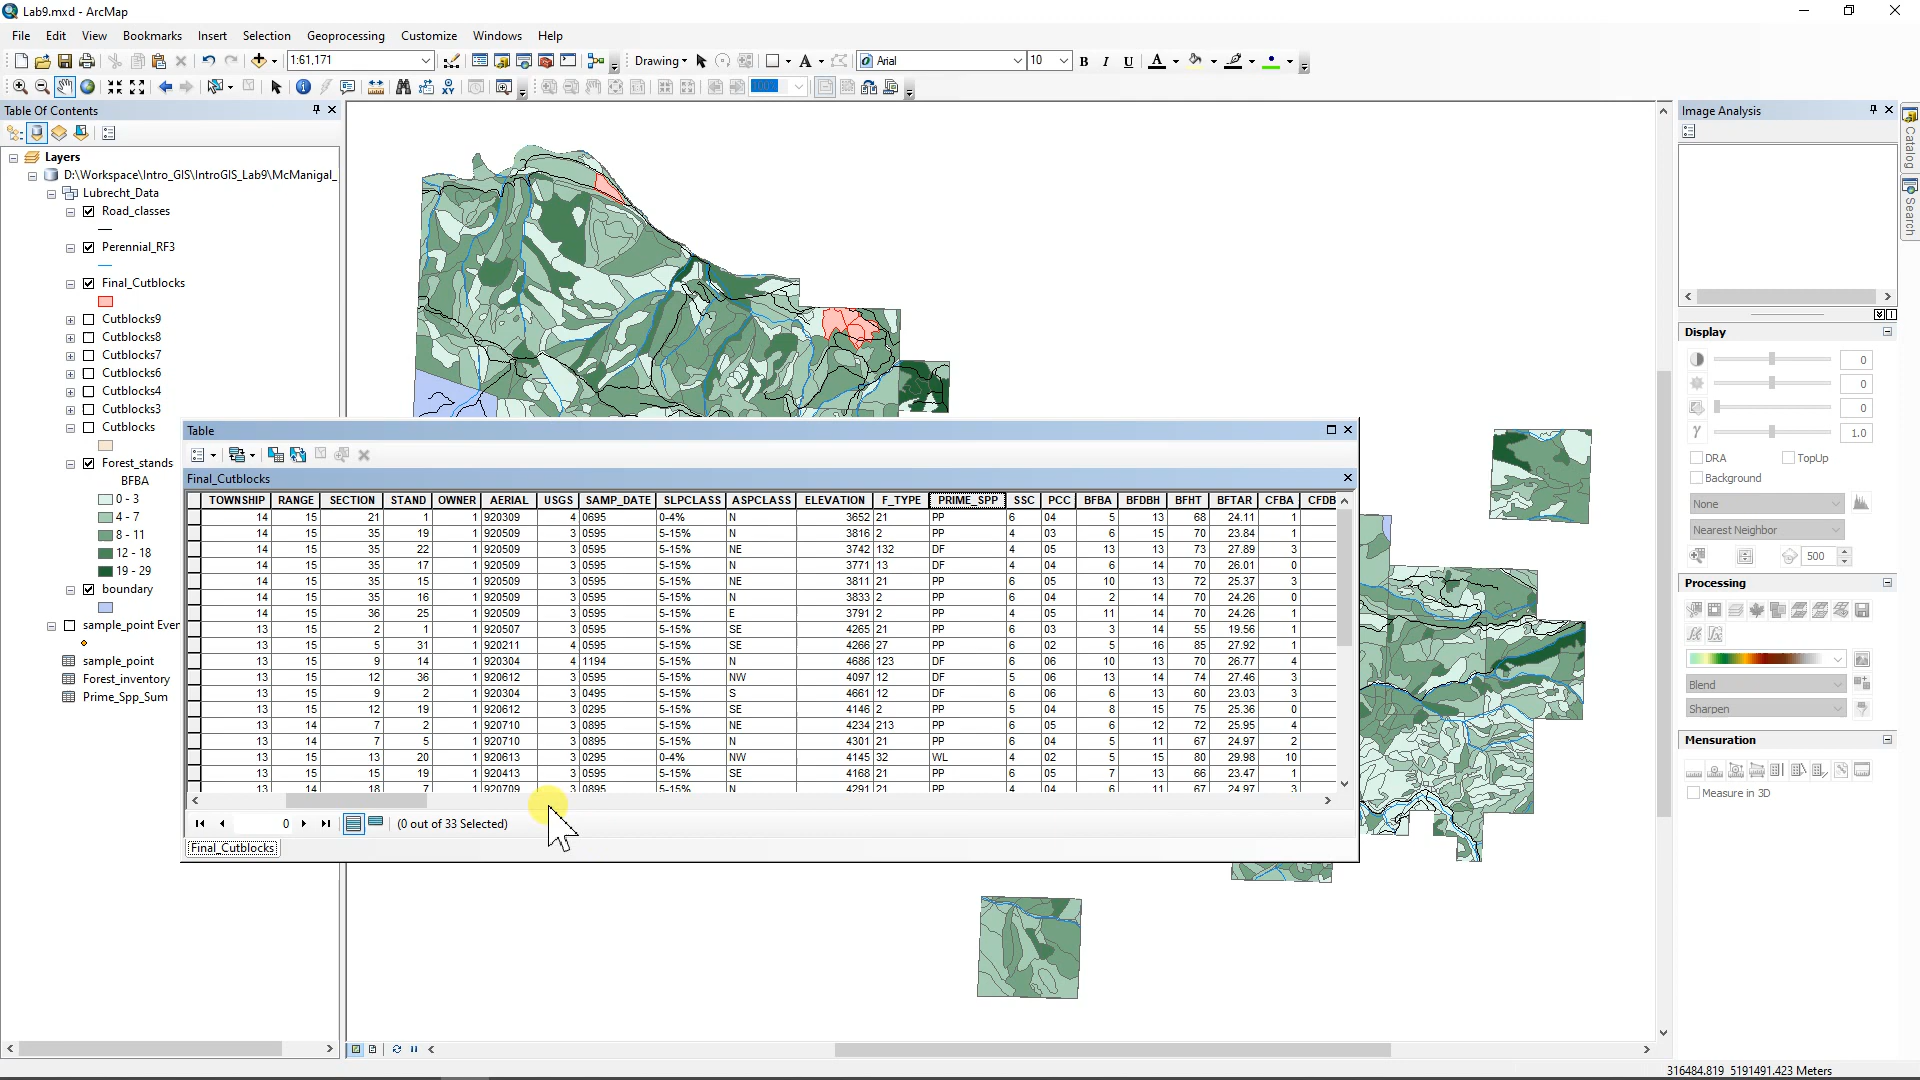 Lab9.mxd - ArcMap
File Edit View Bookmarks Insert Selection Geoprocessing Customize Windows Help
1:61,171 Drawing A Arial 10 B I U A
100%
Table Of Contents
Image Analysis
Catalog
Search
Layers
D:\Workspace\Intro_GIS\IntroGIS_Lab9\McManigal_
Lubrecht_Data
Road_classes
Perennial_RF3
Final_Cutblocks
Cutblocks9
Cutblocks8
Cutblocks7
Cutblocks6
Cutblocks4
Cutblocks3
Cutblocks
Forest_stands
BFBA
0 - 3
4 - 7
8 - 11
12 - 18
19 - 29
boundary
sample_point Even
sample_point
Forest_inventory
Prime_Spp_Sum
Table
Final_Cutblocks
TOWNSHIP RANGE SECTION STAND OWNER AERIAL USGS SAMP_DATE SLPCLASS ASPCLASS ELEVATION F_TYPE PRIME_SPP SSC PCC BFBA BFDBH BFHT BFTAR CFBA CFDB
14 15 21 1 1 920309 4 0695 0-4% N 3652 21 PP 6 04 5 13 68 24.11 1
14 15 35 19 1 920509 3 0595 5-15% N 3816 2 PP 4 03 6 15 70 23.84 1
14 15 35 22 1 920509 3 0595 5-15% NE 3742 132 DF 4 05 13 13 73 27.89 3
14 15 35 17 1 920509 3 0595 5-15% N 3771 13 DF 4 04 6 14 70 26.01 0
14 15 35 15 1 920509 3 0595 5-15% NE 3811 21 PP 6 05 10 13 72 25.37 3
14 15 35 16 1 920509 3 0595 5-15% N 3833 2 PP 6 04 2 14 70 24.26 0
14 15 36 25 1 920509 3 0595 5-15% E 3791 2 PP 4 05 11 14 70 24.26 1
13 15 2 1 1 920507 3 0595 5-15% SE 4265 21 PP 6 03 3 14 55 19.56 1
13 15 5 31 1 920211 4 0595 5-15% SE 4266 27 PP 6 02 5 16 85 27.92 1
13 15 9 14 1 920304 4 1194 5-15% N 4686 123 DF 6 06 10 13 70 26.77 4
13 15 12 36 1 920612 3 0595 5-15% NW 4097 12 DF 5 06 13 14 74 27.46 3
13 15 9 2 1 920304 3 0495 5-15% S 4661 12 DF 6 06 6 13 60 23.03 3
13 15 12 19 1 920612 3 0295 5-15% SE 4146 2 PP 5 04 8 15 75 25.36 0
13 14 7 2 1 920710 3 0895 5-15% NE 4234 213 PP 6 05 6 12 72 25.95 4
13 14 7 5 1 920710 3 0895 5-15% N 4301 21 PP 6 04 5 11 67 24.97 2
13 15 13 20 1 920613 3 0295 0-4% NW 4145 32 WL 4 02 5 15 80 29.98 10
13 15 15 19 1 920413 3 0595 5-15% SE 4168 21 PP 6 05 7 13 66 23.47 1
13 14 18 7 1 920709 3 0895 5-15% N 4291 21 PP 4 04 6 11 67 24.97 3
0 (0 out of 33 Selected)
Final_Cutblocks
Display
0
0
0
1.0
DRA TopUp
Background
None
Nearest Neighbor
500
Processing
Blend
Sharpen
Mensuration
Measure in 3D
316484.819 5191491.423 Meters